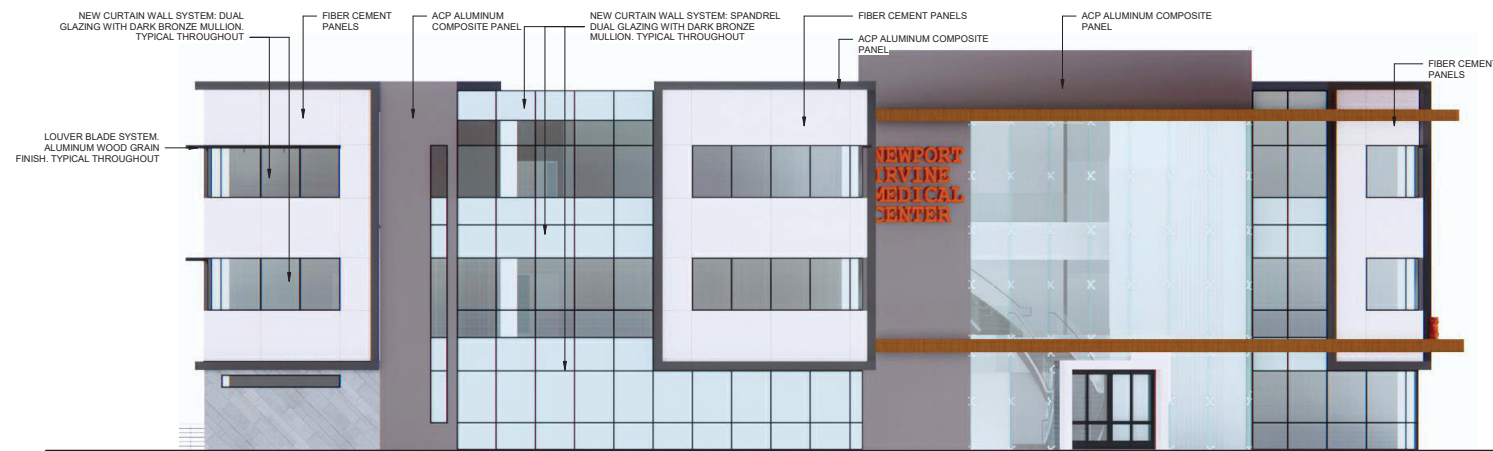 NEW CURTAIN WALL SYSTEM: DUAL
GLAZING WITH DARK BRONZE MULLION.
TYPICAL THROUGHOUT
FIBER CEMENT
PANELS
ACP ALUMINUM
COMPOSITE PANEL
NEW CURTAIN WALL SYSTEM: SPANDREL
DUAL GLAZING WITH DARK BRONZE
MULLION. TYPICAL THROUGHOUT
FIBER CEMENT PANELS
ACP ALUMINUM COMPOSITE
PANEL
ACP ALUMINUM COMPOSITE
PANEL
FIBER CEMENT
PANELS
LOUVER BLADE SYSTEM.
ALUMINUM WOOD GRAIN
FINISH. TYPICAL THROUGHOUT
NEWPORT
IRVINE
MEDICAL
CENTER